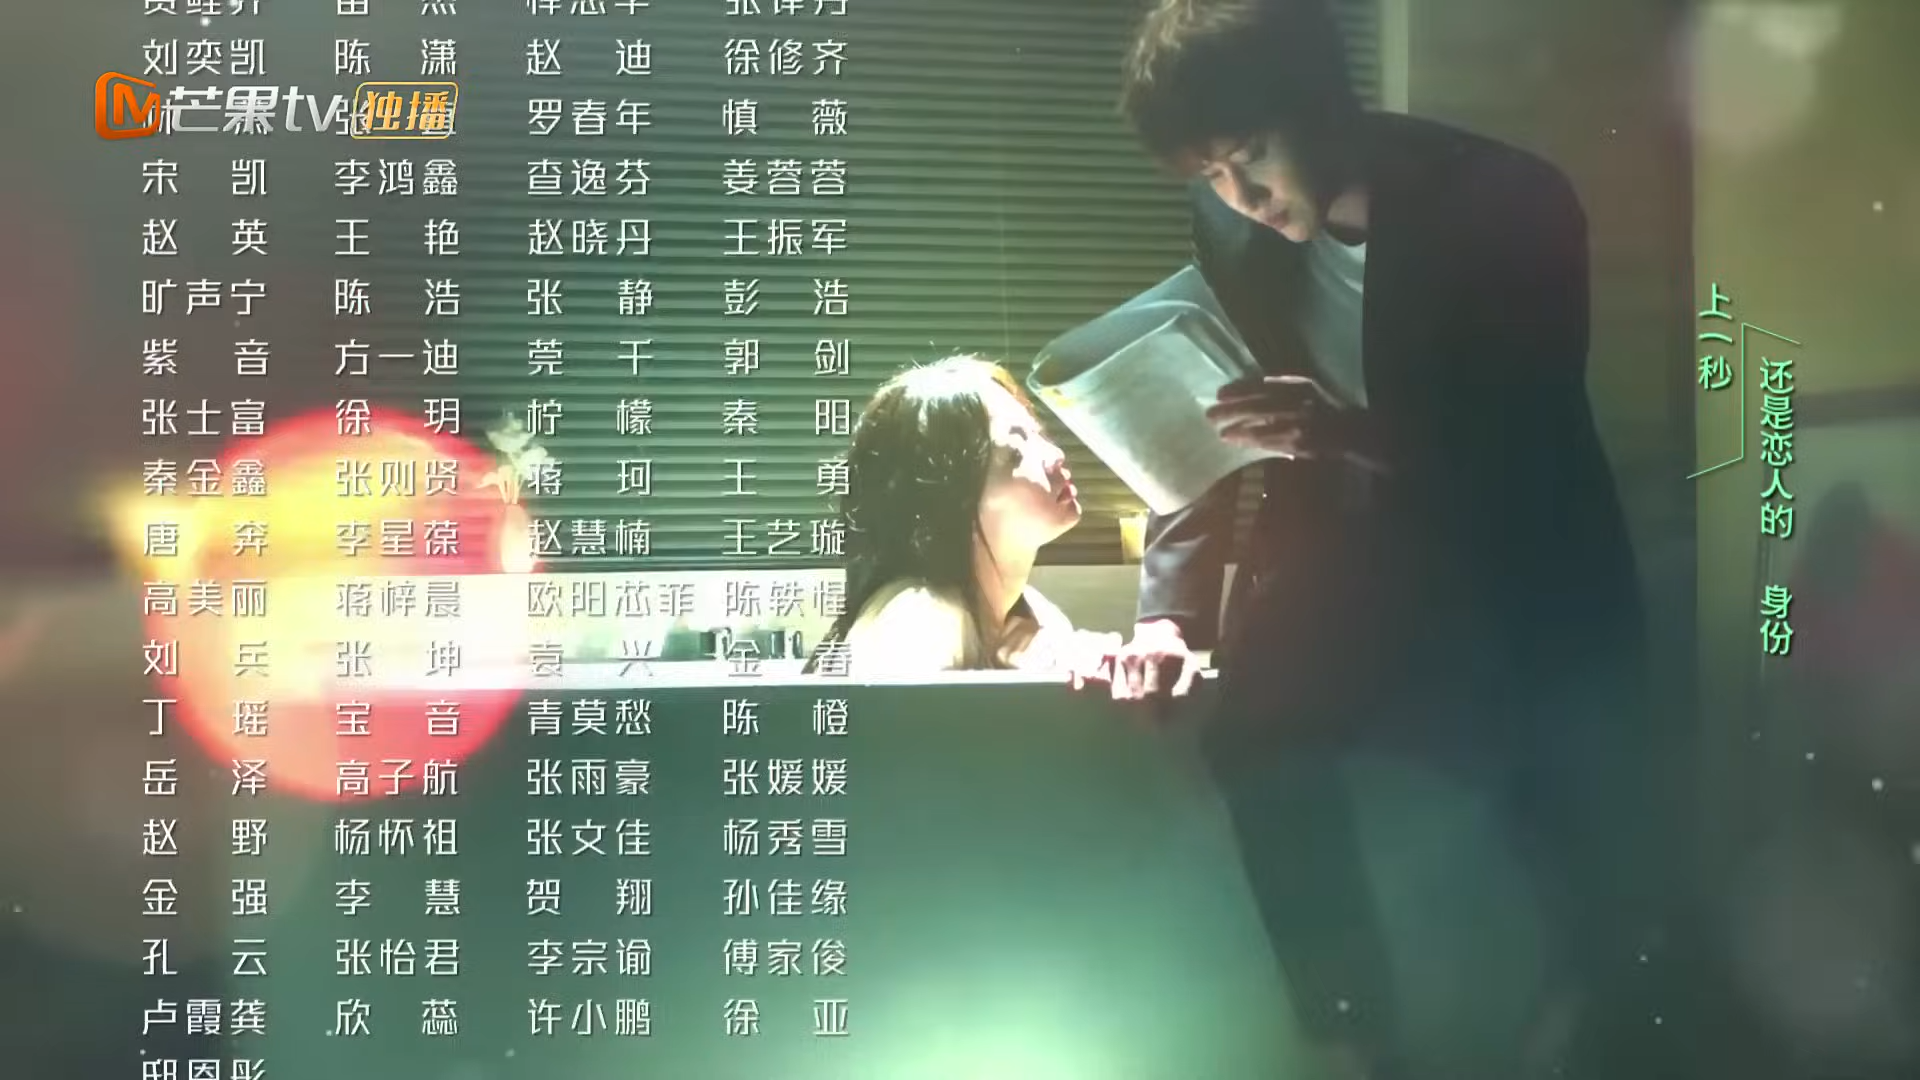 刘奕凯 陈潇 赵迪 徐修齐
芒果tv 独播
罗春年 慎薇
宋凯 李鸿鑫 查逸芬 姜蓉蓉
赵英 王艳 赵晓丹 王振军
旷声宁 陈浩 张静 彭浩
紫音 方一迪 莞千 郭剑
张士富 徐玥 柠檬 秦阳
秦金鑫 张则贤 蒋珂 王勇
唐奔 李星葆 赵慧楠 王艺璇
高美丽 蒋梓晨 欧阳芯菲 陈轶惺
刘兵 张坤 袁兴 金春
丁瑶 宝音 青莫愁 陈橙
岳泽 高子航 张雨豪 张媛媛
赵野 杨怀祖 张文佳 杨秀雪
金强 李慧 贺翔 孙佳缘
孔云 张怡君 李宗谕 傅家俊
卢霞龚 欣蕊 许小鹏 徐亚
上一秒
还是恋人的 身份